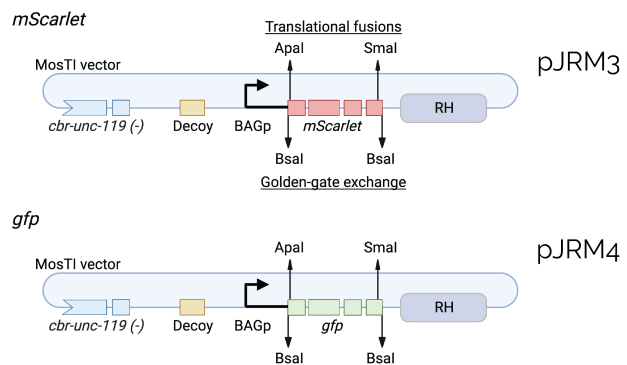 mScarlet
Translational fusions
ApaI SmaI
pJRM3
MosTI vector
RH
cbr-unc-119 (-) Decoy BAGp mScarlet
BsaI BsaI
Golden-gate exchange
gfp
ApaI SmaI
pJRM4
MosTI vector
RH
cbr-unc-119 (-) Decoy BAGp gfp
BsaI BsaI